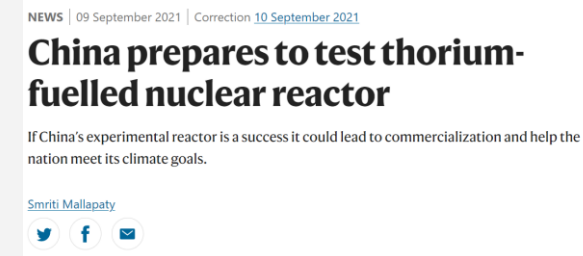 NEWS | 09 September 2021 | Correction 10 September 2021
China prepares to test thorium-
fuelled nuclear reactor
If China’s experimental reactor is a success it could lead to commercialization and help the
nation meet its climate goals.
Smriti Mallapaty